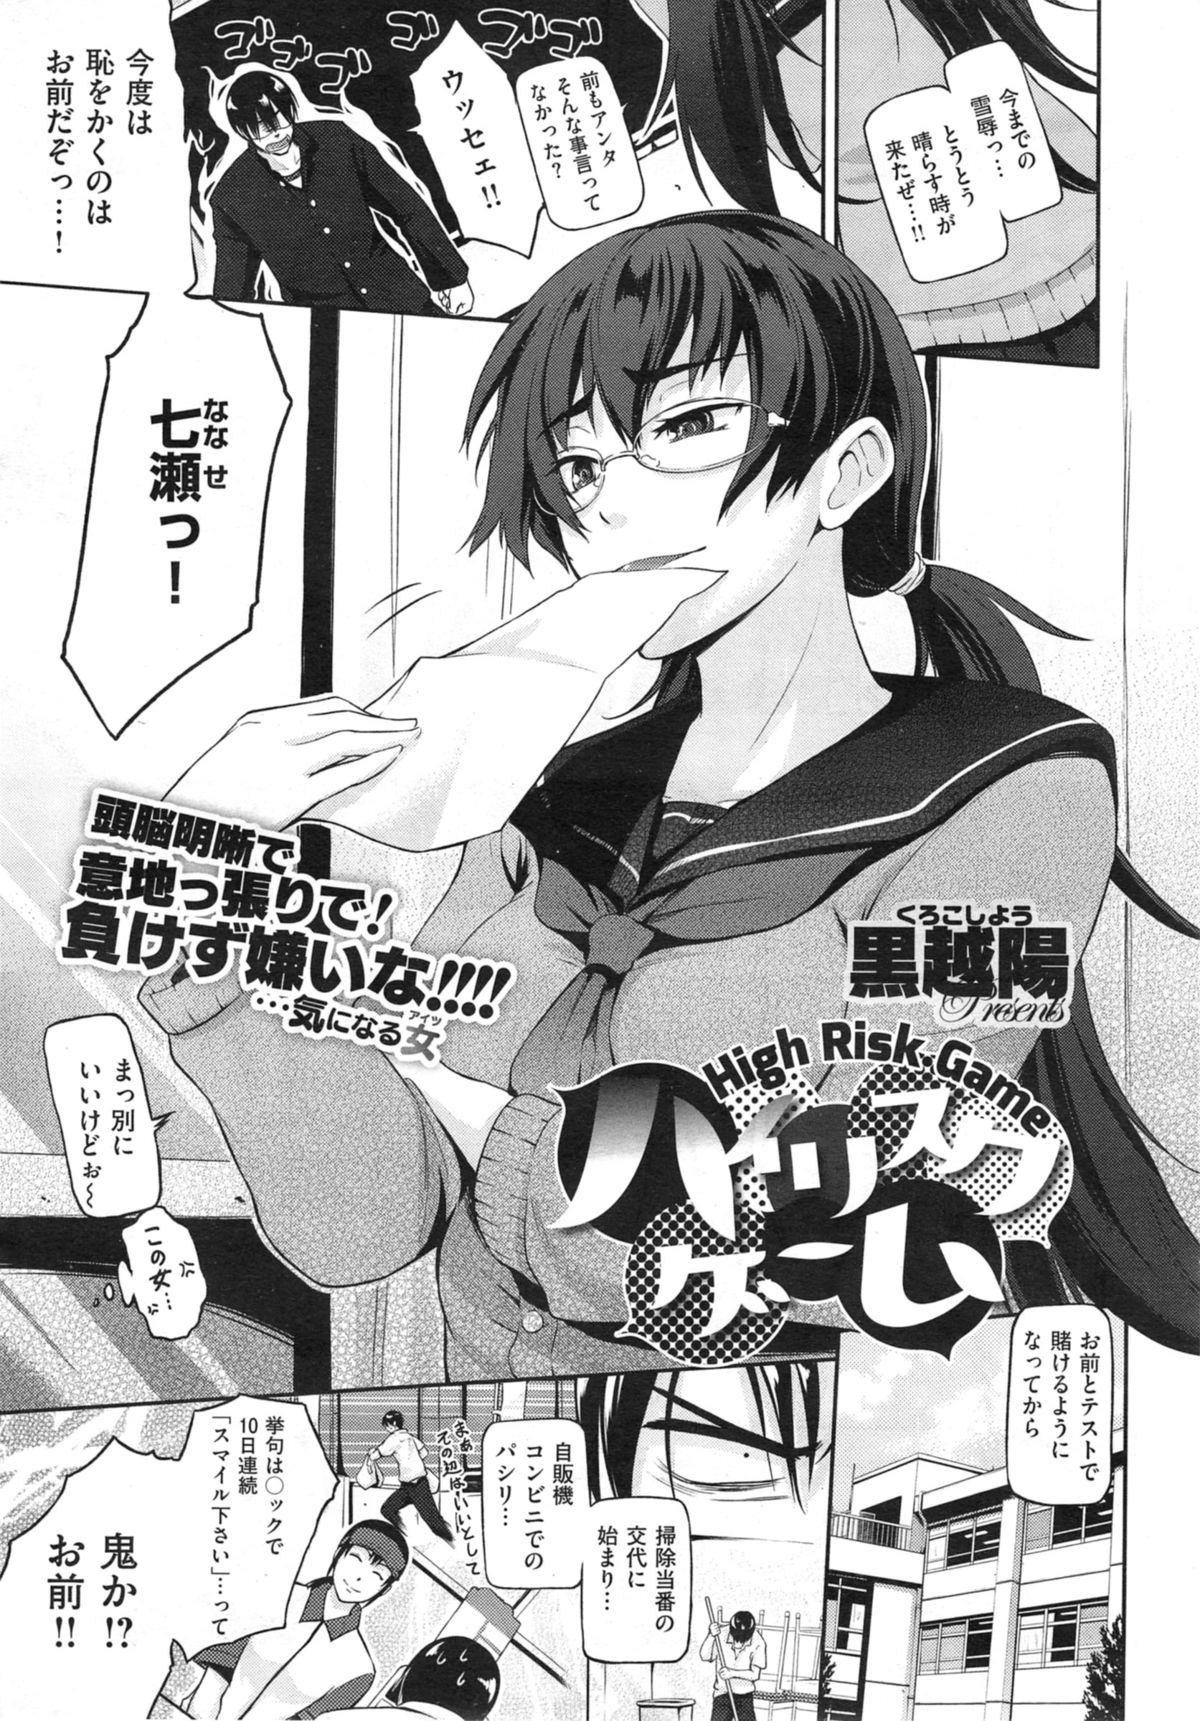 今までの
雪辱っ…
とうとう
晴らす時が
来たぜ…!!
前もアンタ
そんな事言って
なかった?
ウッセェ!!
ゴゴゴゴゴ
今度は
恥をかくのは
お前だぞっ…!
ななせ
七瀬っ!
頭脳明晰で
意地っ張りで!
負けず嫌いな!!!!
…気になる女
アイツ
くろこしよう
黒越陽
Presents
High Risk Game
ハイリスク
ゲーム
まっ別に
いいけどぉ~
この女…
お前とテストで
賭けるように
なってから
掃除当番の
交代に
始まり…
自販機
コンビニでの
パシリ…
まぁ
その辺はいいとして
挙句は○ックで
10日連続
「スマイル下さい」…って
鬼か!?
お前!!